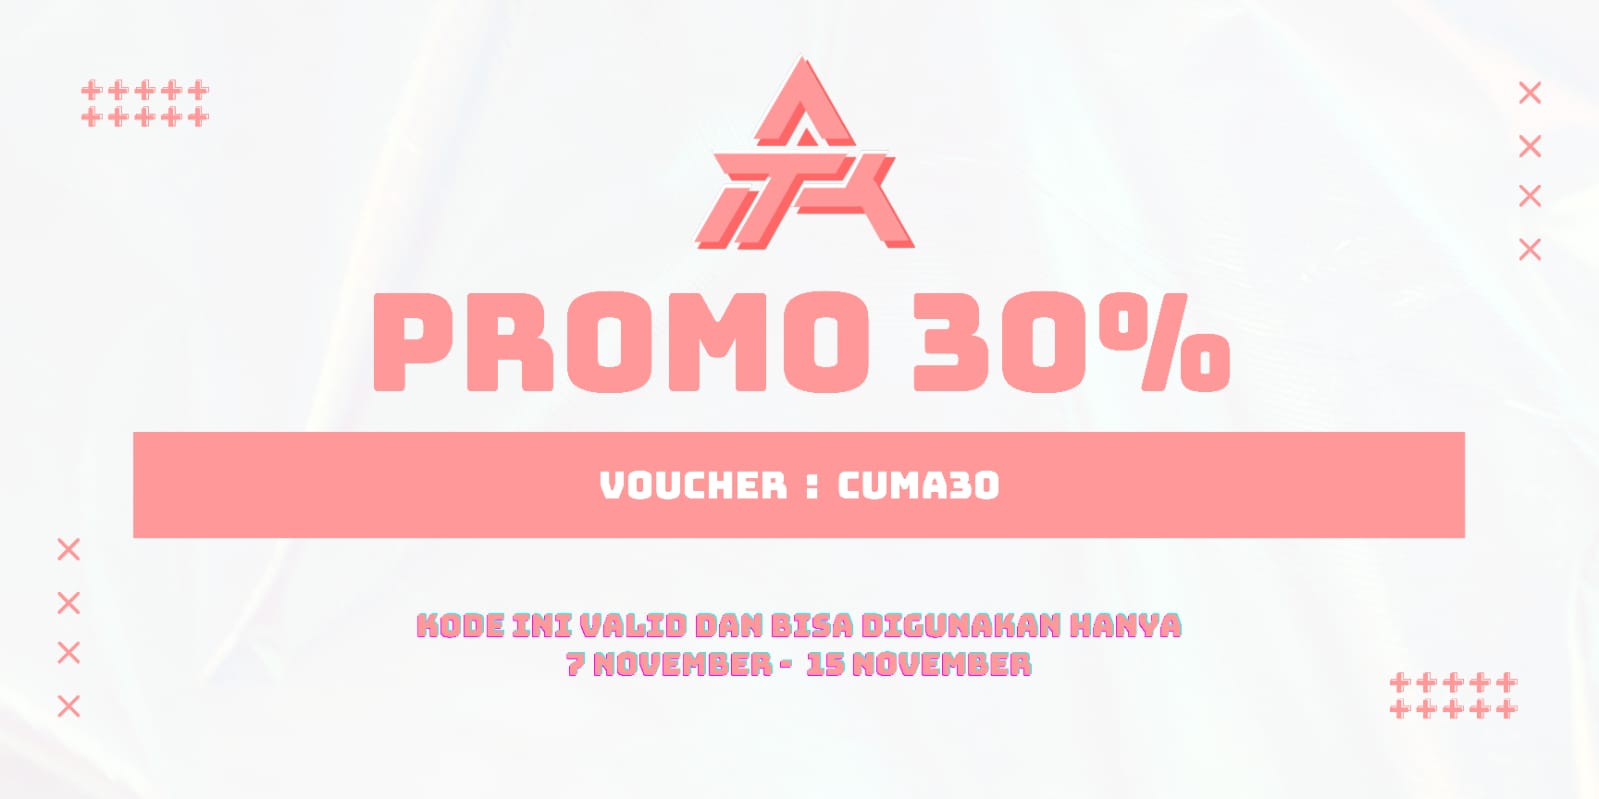 PROMO 30%
VOUCHER : CUMA30
KODE INI VALID DAN BISA DIGUNAKAN HANYA
7 NOVEMBER - 15 NOVEMBER